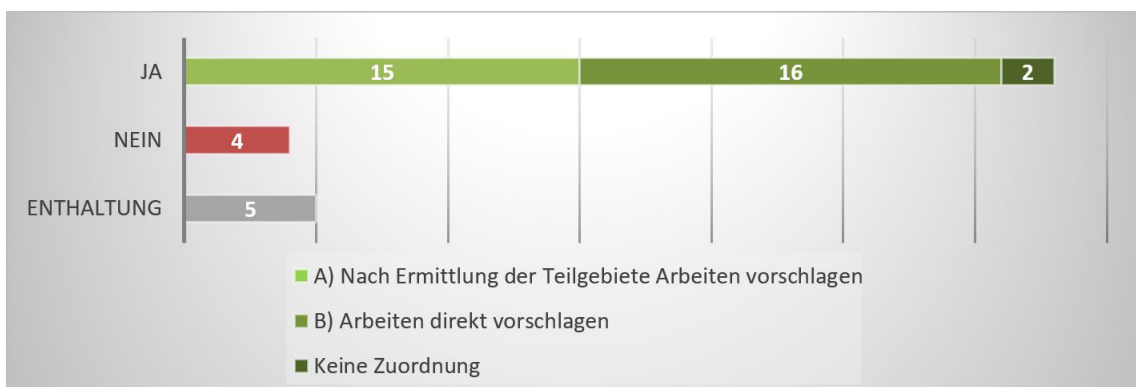 JA 15 16 2
NEIN 4
ENTHALTUNG 5
A) Nach Ermittlung der Teilgebiete Arbeiten vorschlagen
B) Arbeiten direkt vorschlagen
Keine Zuordnung